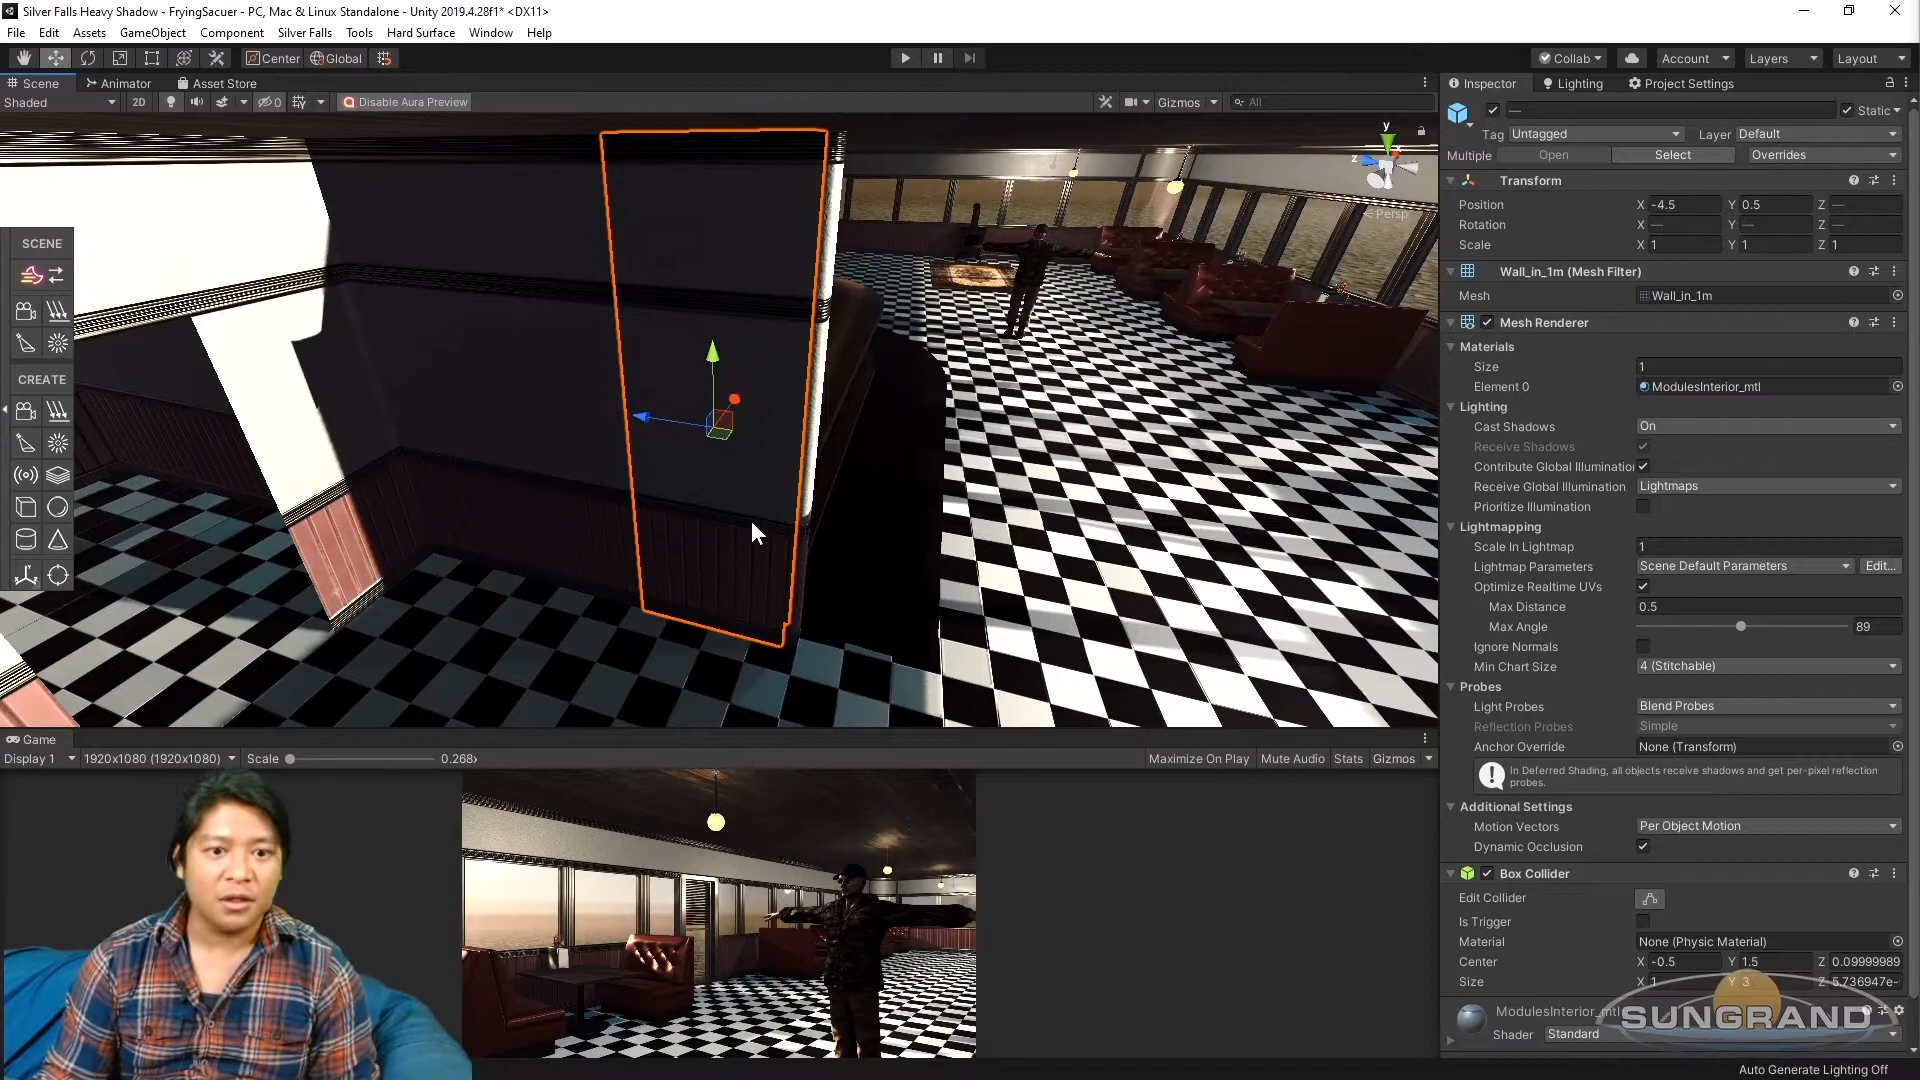 Silver Falls Heavy Shadow - FryingSacuer - PC, Mac & Linux Standalone - Unity 2019.4.28f1* <DX11>
File Edit Assets GameObject Component Silver Falls Tools Hard Surface Window Help
Center Global Collab Account Layers Layout
Scene Animator Asset Store
Shaded 2D 0 Disable Aura Preview Gizmos All
y
z
x
Persp
SCENE
CREATE
Inspector Lighting Project Settings
— Static
Tag Untagged Layer Default
Multiple Open Select Overrides
Transform
Position X -4.5 Y 0.5 Z —
Rotation X — Y — Z —
Scale X 1 Y 1 Z 1
Wall_in_1m (Mesh Filter)
Mesh Wall_in_1m
Mesh Renderer
Materials
Size 1
Element 0 ModulesInterior_mtl
Lighting
Cast Shadows On
Receive Shadows
Contribute Global Illumination
Receive Global Illumination Lightmaps
Prioritize Illumination
Lightmapping
Scale In Lightmap 1
Lightmap Parameters Scene Default Parameters Edit...
Optimize Realtime UVs
Max Distance 0.5
Max Angle 89
Ignore Normals
Min Chart Size 4 (Stitchable)
Probes
Light Probes Blend Probes
Reflection Probes Simple
Anchor Override None (Transform)
In Deferred Shading, all objects receive shadows and get per-pixel reflection
probes.
Additional Settings
Motion Vectors Per Object Motion
Dynamic Occlusion
Box Collider
Edit Collider
Is Trigger
Material None (Physic Material)
Center X -0.5 Y 1.5 Z 0.09999989
Size X 1 Y 3 Z 5.736947e-
ModulesInterior_mtl
Shader Standard
SUNGRAND
Auto Generate Lighting Off
Game
Display 1 1920x1080 (1920x1080) Scale 0.268x Maximize On Play Mute Audio Stats Gizmos